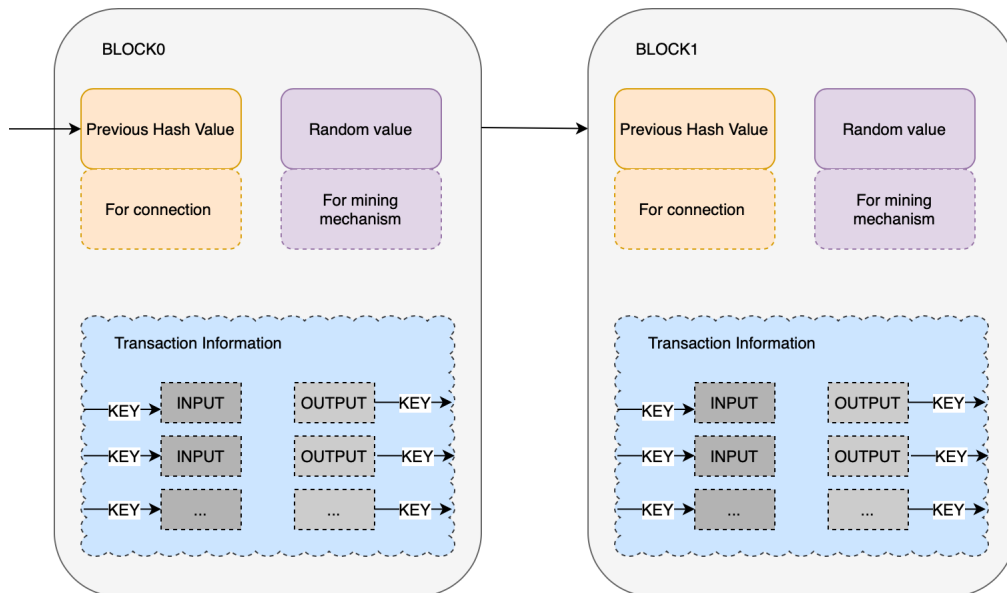 BLOCK0
Previous Hash Value
Random value
For connection
For mining
mechanism
Transaction Information
KEY INPUT OUTPUT KEY
KEY INPUT OUTPUT KEY
KEY ... ... KEY
BLOCK1
Previous Hash Value
Random value
For connection
For mining
mechanism
Transaction Information
KEY INPUT OUTPUT KEY
KEY INPUT OUTPUT KEY
KEY ... ... KEY